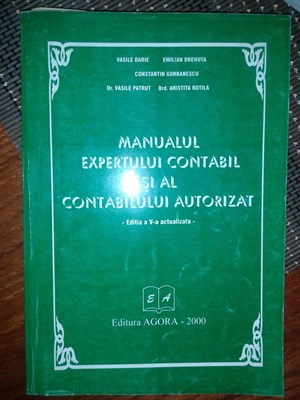 VASILE DARIE EMILIAN DREHUTA
CONSTANTIN GORBANESCU
Dr. VASILE PATRUT Drd. ARISTITA ROTILA
MANUALUL
EXPERTULUI CONTABIL
ȘI AL
CONTABILULUI AUTORIZAT
- Editia a V-a actualizata -
E A
Editura AGORA - 2000